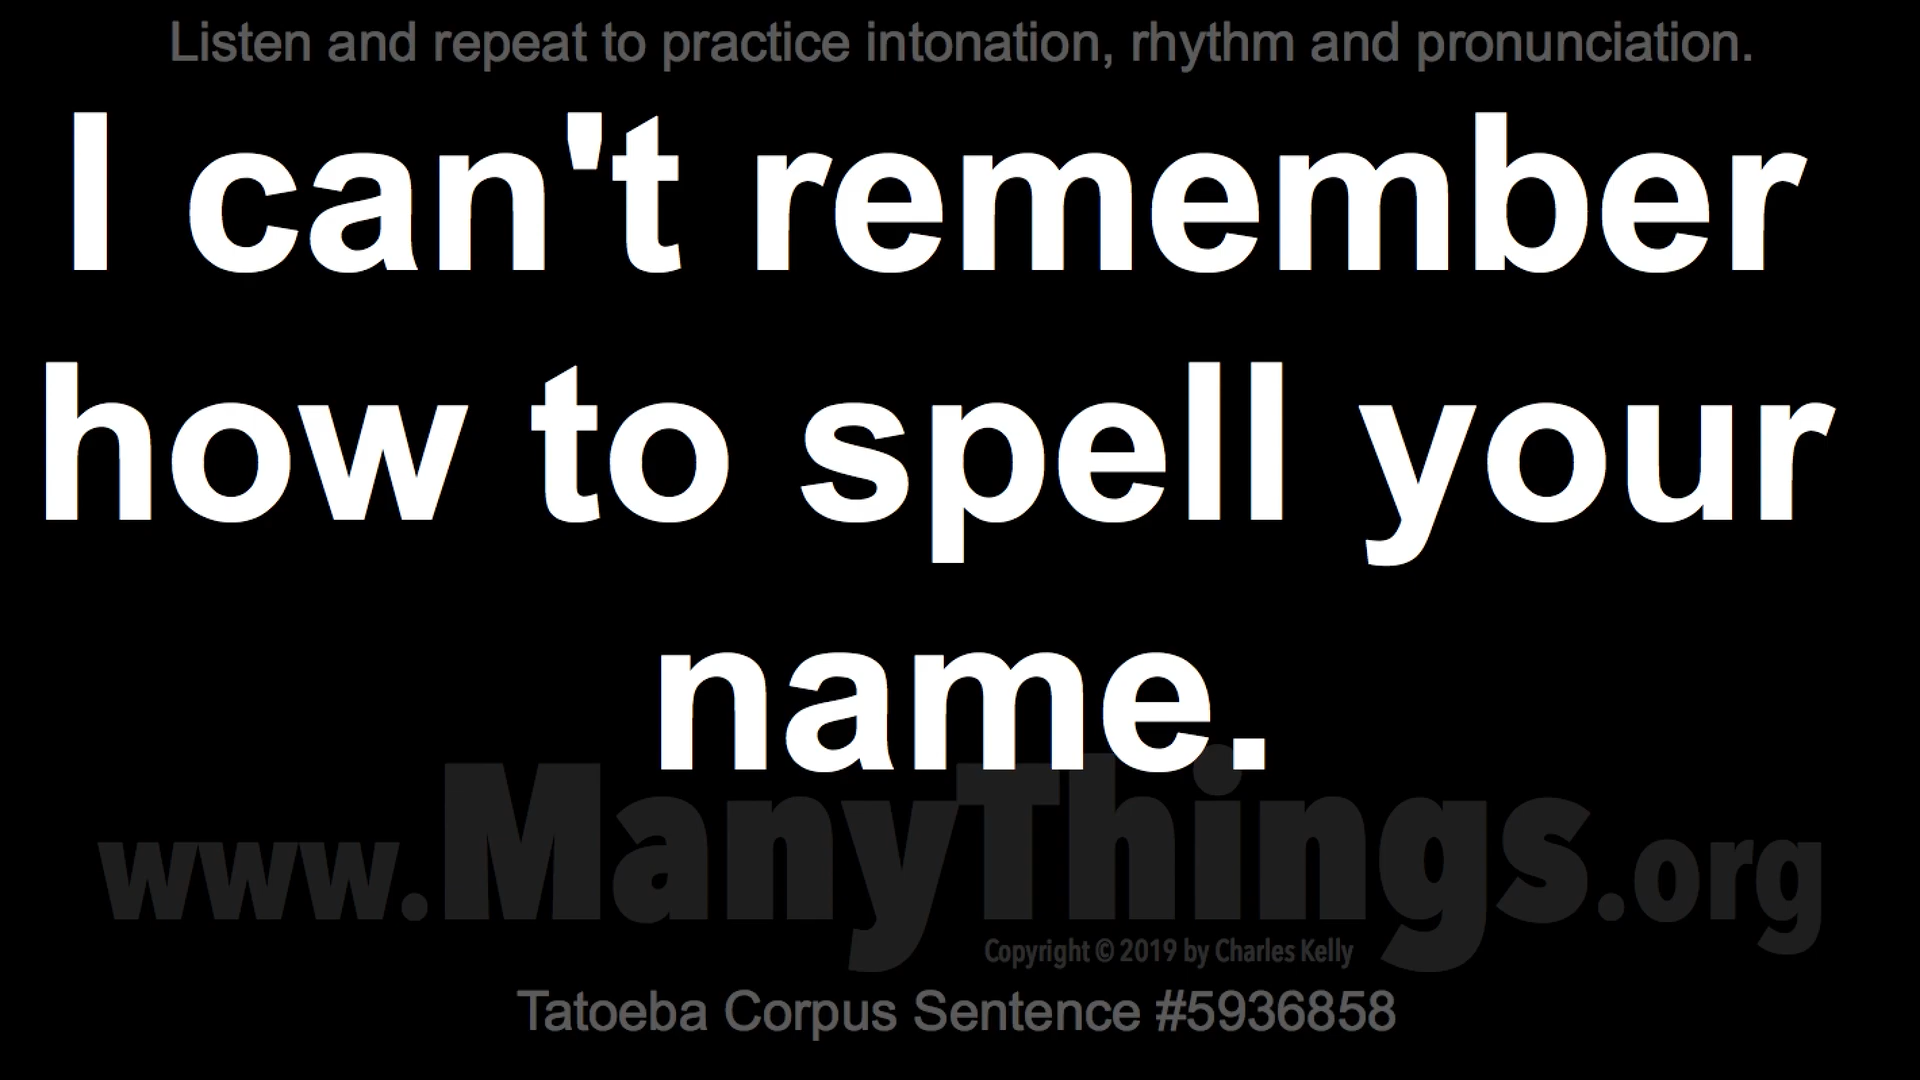 Listen and repeat to practice intonation, rhythm and pronunciation.
I can't remember
how to spell your
name.
www.ManyThings.org
Copyright © 2019 by Charles Kelly
Tatoeba Corpus Sentence #5936858